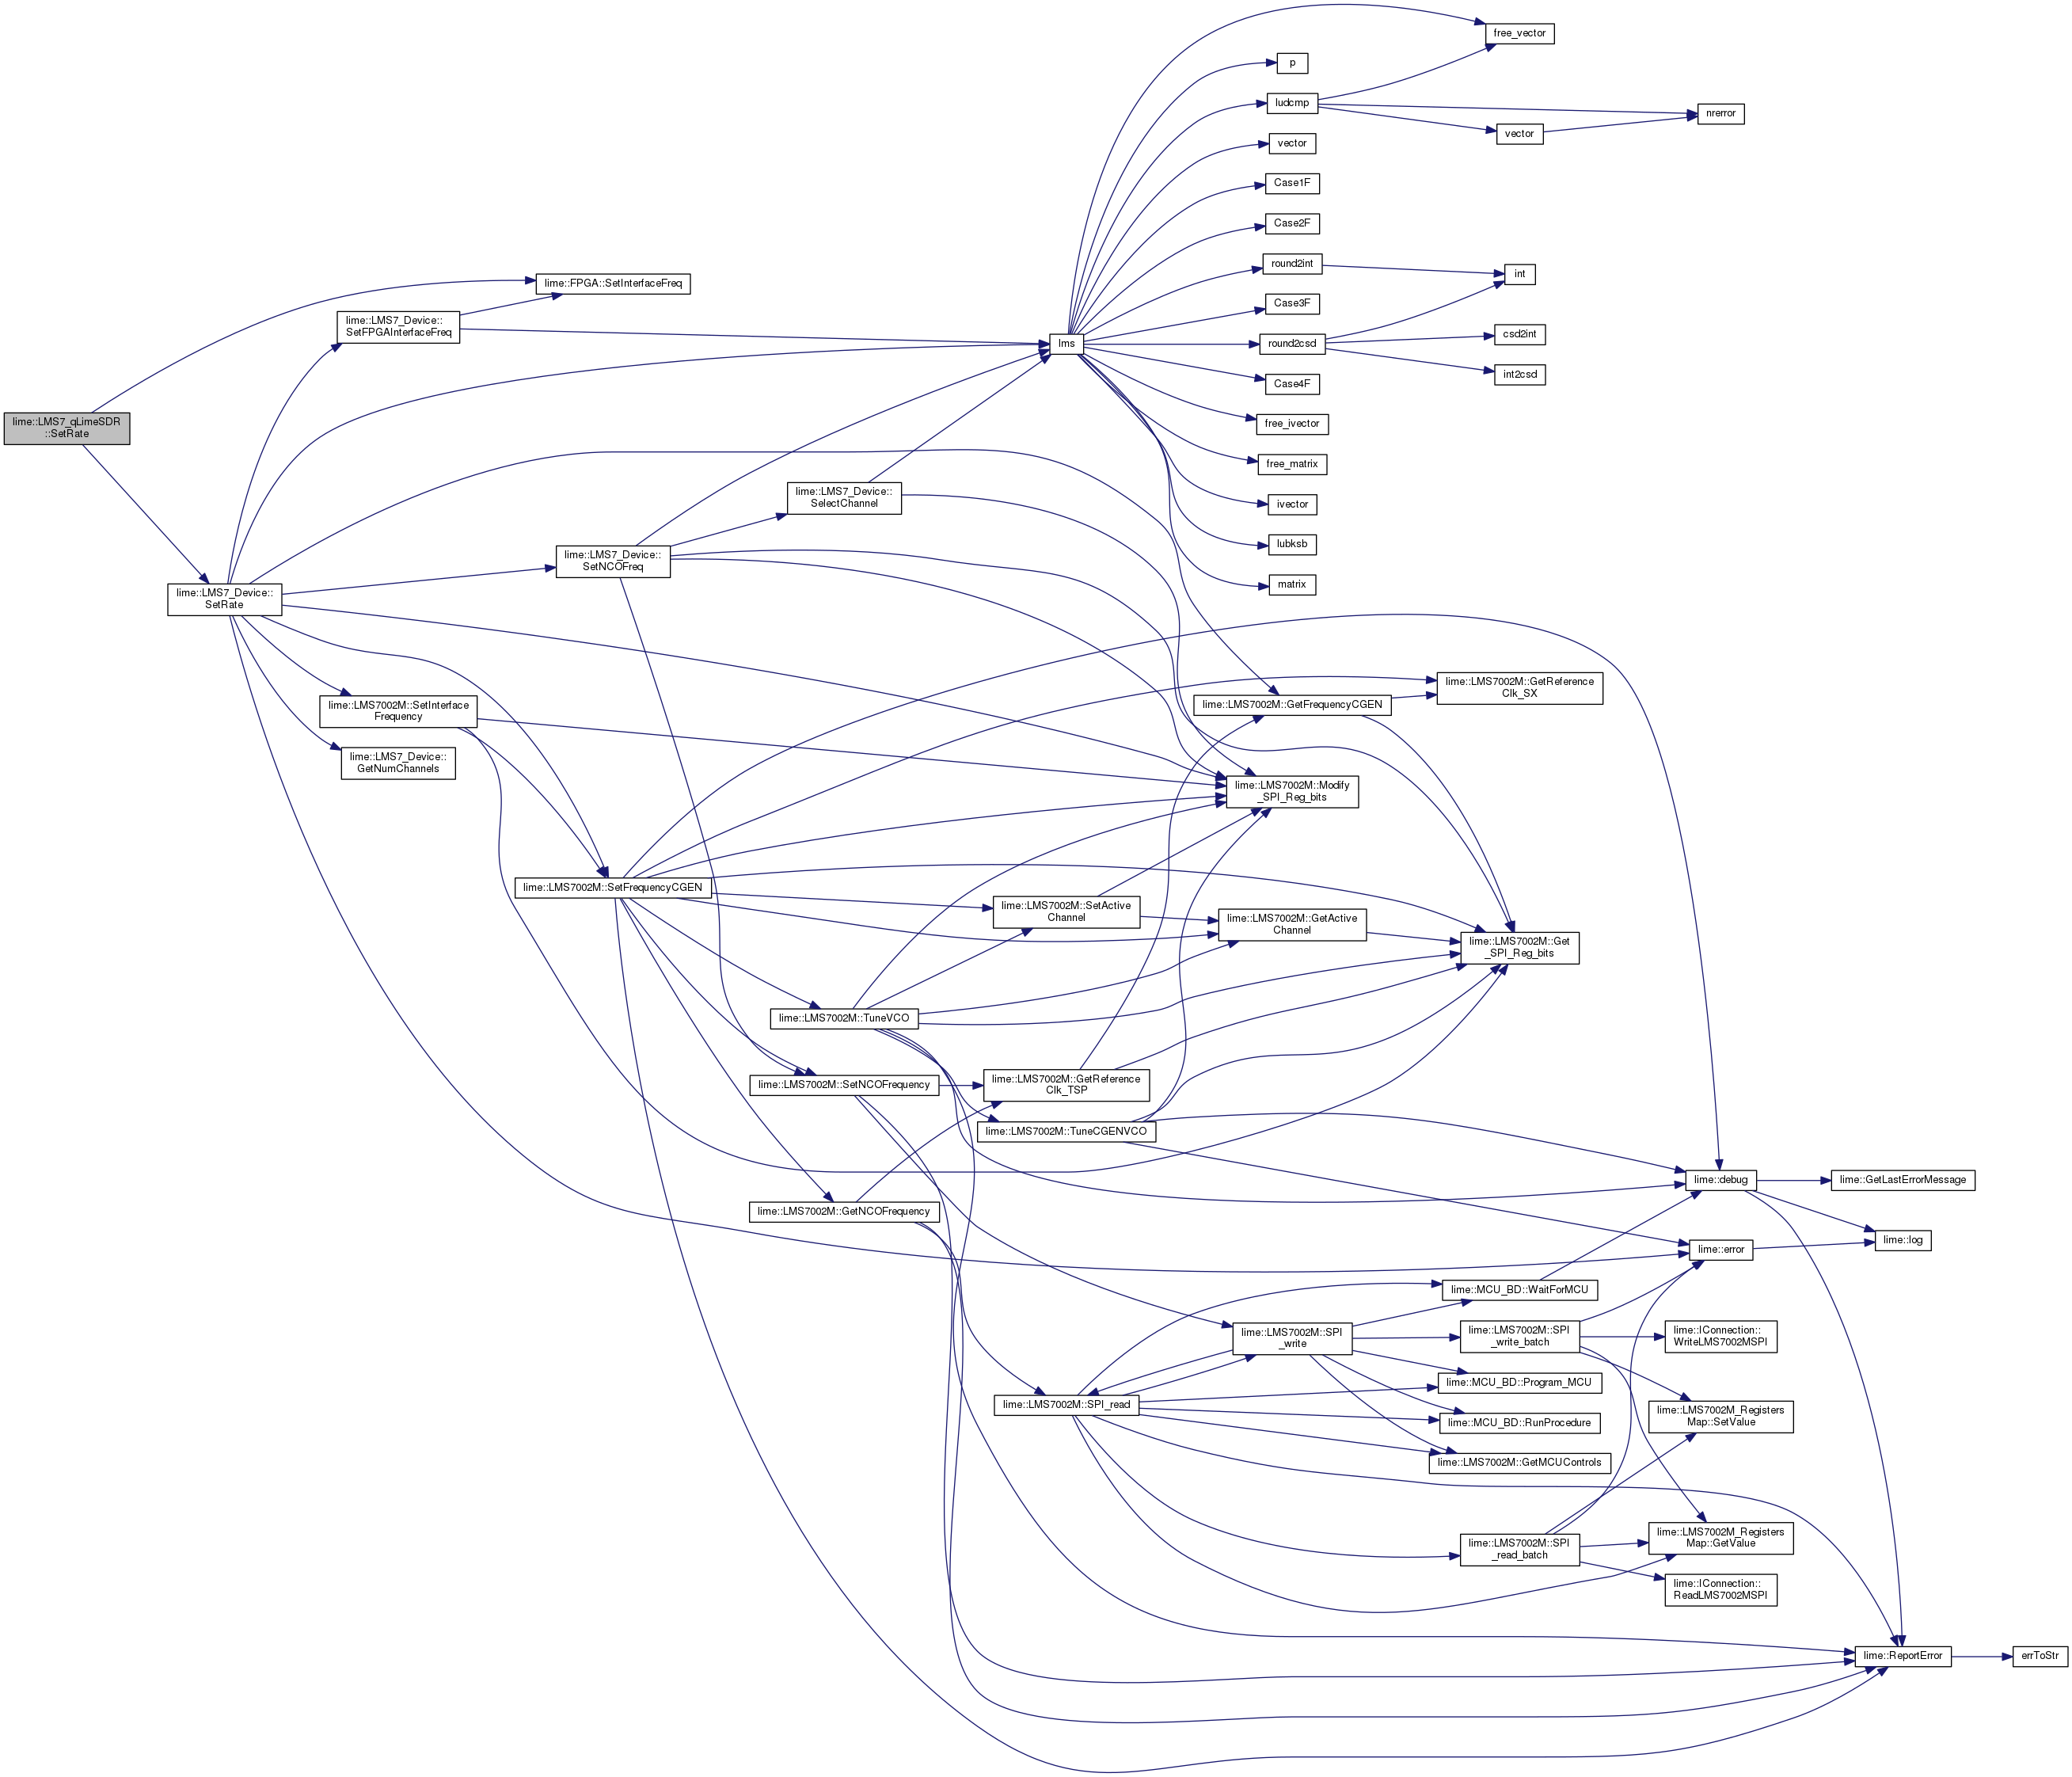 free_vector
p
ludcmp
nrerror
vector
vector
Case1F
Case2F
round2int
int
lime::FPGA::SetInterfaceFreq
Case3F
lime::LMS7_Device::
SetFPGAInterfaceFreq
lms
round2csd
csd2int
int2csd
Case4F
lime::LMS7_qLimeSDR
::SetRate
free_ivector
free_matrix
lime::LMS7_Device::
SelectChannel
ivector
lubksb
lime::LMS7_Device::
SetNCOFreq
matrix
lime::LMS7_Device::
SetRate
lime::LMS7002M::GetReference
Clk_SX
lime::LMS7002M::SetInterface
Frequency
lime::LMS7002M::GetFrequencyCGEN
lime::LMS7_Device::
GetNumChannels
lime::LMS7002M::Modify
_SPI_Reg_bits
lime::LMS7002M::SetFrequencyCGEN
lime::LMS7002M::SetActive
Channel
lime::LMS7002M::GetActive
Channel
lime::LMS7002M::Get
_SPI_Reg_bits
lime::LMS7002M::TuneVCO
lime::LMS7002M::SetNCOFrequency
lime::LMS7002M::GetReference
Clk_TSP
lime::LMS7002M::TuneCGENVCO
lime::debug
lime::GetLastErrorMessage
lime::LMS7002M::GetNCOFrequency
lime::error
lime::log
lime::MCU_BD::WaitForMCU
lime::LMS7002M::SPI
_write
lime::LMS7002M::SPI
_write_batch
lime::IConnection::
WriteLMS7002MSPI
lime::MCU_BD::Program_MCU
lime::LMS7002M::SPI_read
lime::MCU_BD::RunProcedure
lime::LMS7002M_Registers
Map::SetValue
lime::LMS7002M::GetMCUControls
lime::LMS7002M::SPI
_read_batch
lime::LMS7002M_Registers
Map::GetValue
lime::IConnection::
ReadLMS7002MSPI
lime::ReportError
errToStr